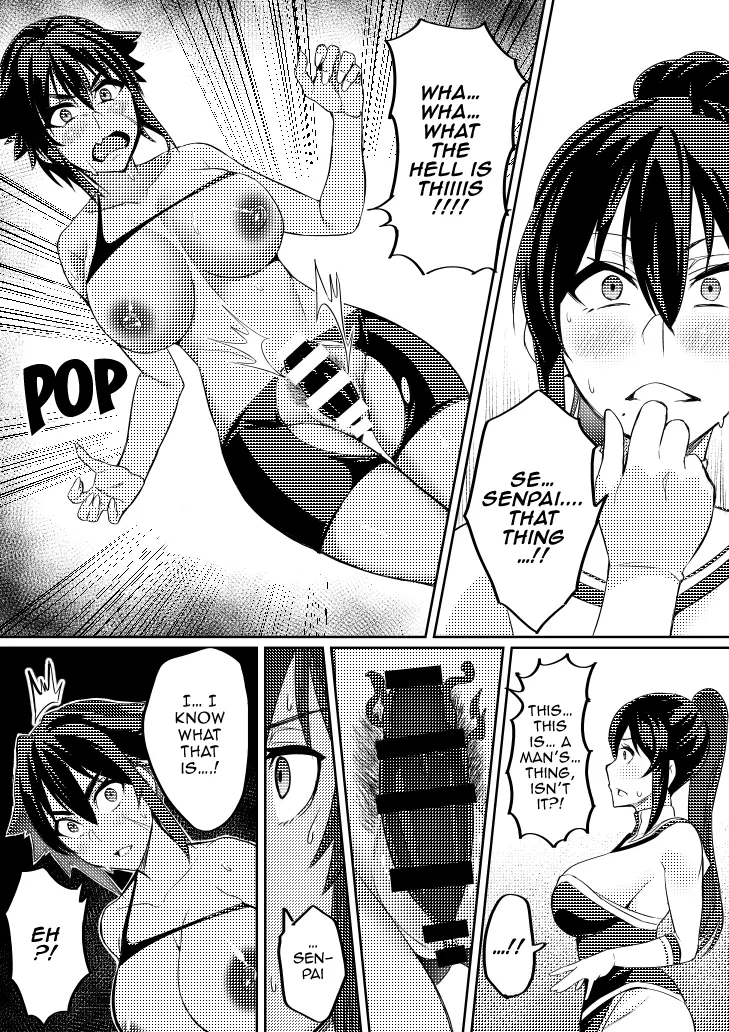 WHA...
WHA...
WHAT
THE
HELL IS
THIIIIS
!!!!
SE...
SENPAI....
THAT
THING
...!!
POP
THIS...
THIS
IS... A
MAN'S...
THING,
ISN'T
IT?!
...!!
...
SEN-
PAI
I... I
KNOW
WHAT
THAT
IS....!
EH
?!